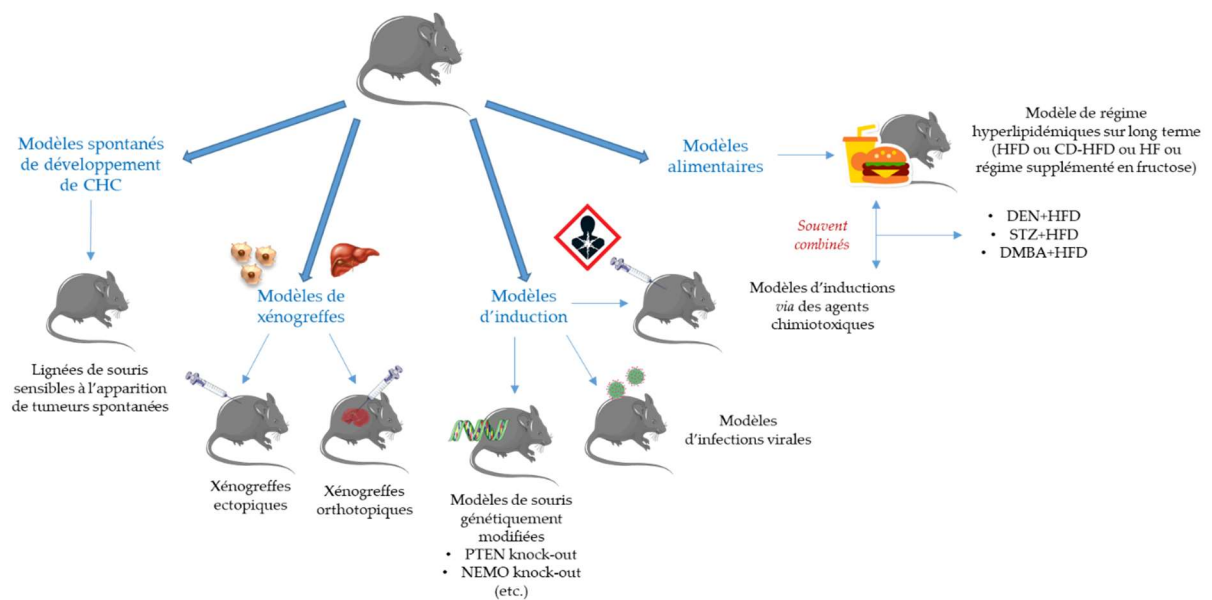 Modèles spontanés
de développement
de CHC
Lignées de souris
sensibles à l'apparition
de tumeurs spontanées
Modèles de
xénogreffes
Xénogreffes
ectopiques
Xénogreffes
orthotopiques
Modèles
d'induction
Modèles de souris
génétiquement
modifiées
• PTEN knock-out
• NEMO knock-out
(etc.)
Modèles
d'infections virales
Modèles d'inductions
via des agents
chimiotoxiques
Modèles
alimentaires
Modèle de régime
hyperlipidémiques sur long terme
(HFD ou CD-HFD ou HF ou
régime supplémenté en fructose)
Souvent
combinés
• DEN+HFD
• STZ+HFD
• DMBA+HFD